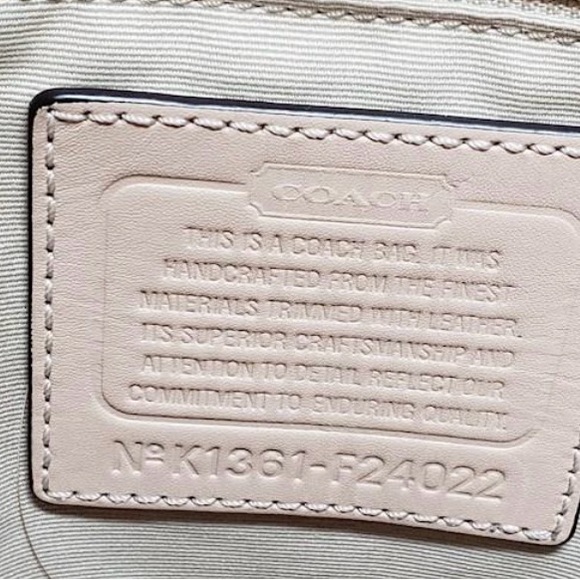 COACH
THIS IS A COACH BAG. IT WAS
HANDCRAFTED FROM THE FINEST
MATERIALS TRIMMED WITH LEATHER.
ITS SUPERIOR CRAFTSMANSHIP AND
ATTENTION TO DETAIL REFLECT OUR
COMMITMENT TO ENDURING QUALITY.
Nº K1361-F24022